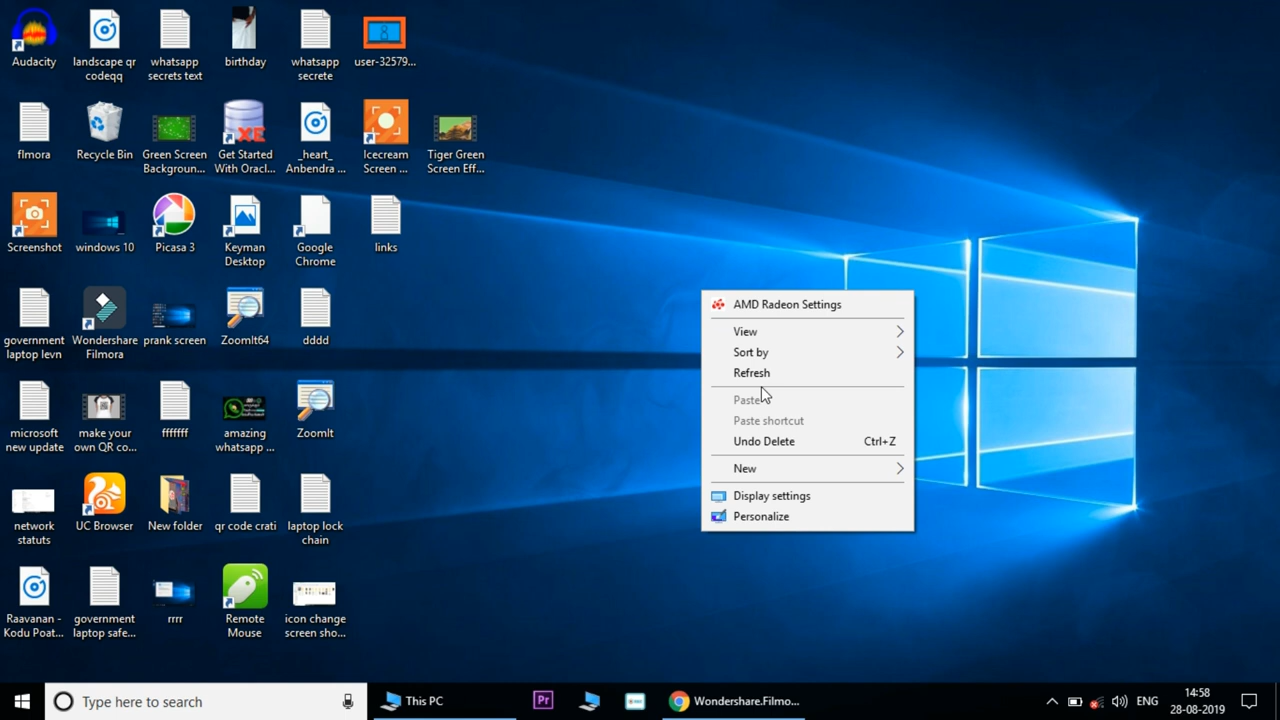 Audacity
landscape qr
codeqq
whatsapp
secrets text
birthday
whatsapp
secrete
user-32579...
flmora
Recycle Bin
Green Screen
Backgroun...
Get Started
With Oracl...
XE
_heart_
Anbendra ...
Icecream
Screen ...
Tiger Green
Screen Eff...
Screenshot
windows 10
Picasa 3
Keyman
Desktop
Google
Chrome
links
government
laptop levn
Wondershare
Filmora
prank screen
ZoomIt64
dddd
microsoft
new update
make your
own QR co...
fffffff
amazing
whatsapp ...
ZoomIt
network
statuts
UC Browser
New folder
qr code crati
laptop lock
chain
Raavanan -
Kodu Poat...
government
laptop safe...
rrrr
Remote
Mouse
icon change
screen sho...
AMD Radeon Settings
View
Sort by
Refresh
Paste
Paste shortcut
Undo Delete Ctrl+Z
New
Display settings
Personalize
Type here to search
This PC
Pr
Wondershare.Filmo...
ENG
14:58
28-08-2019